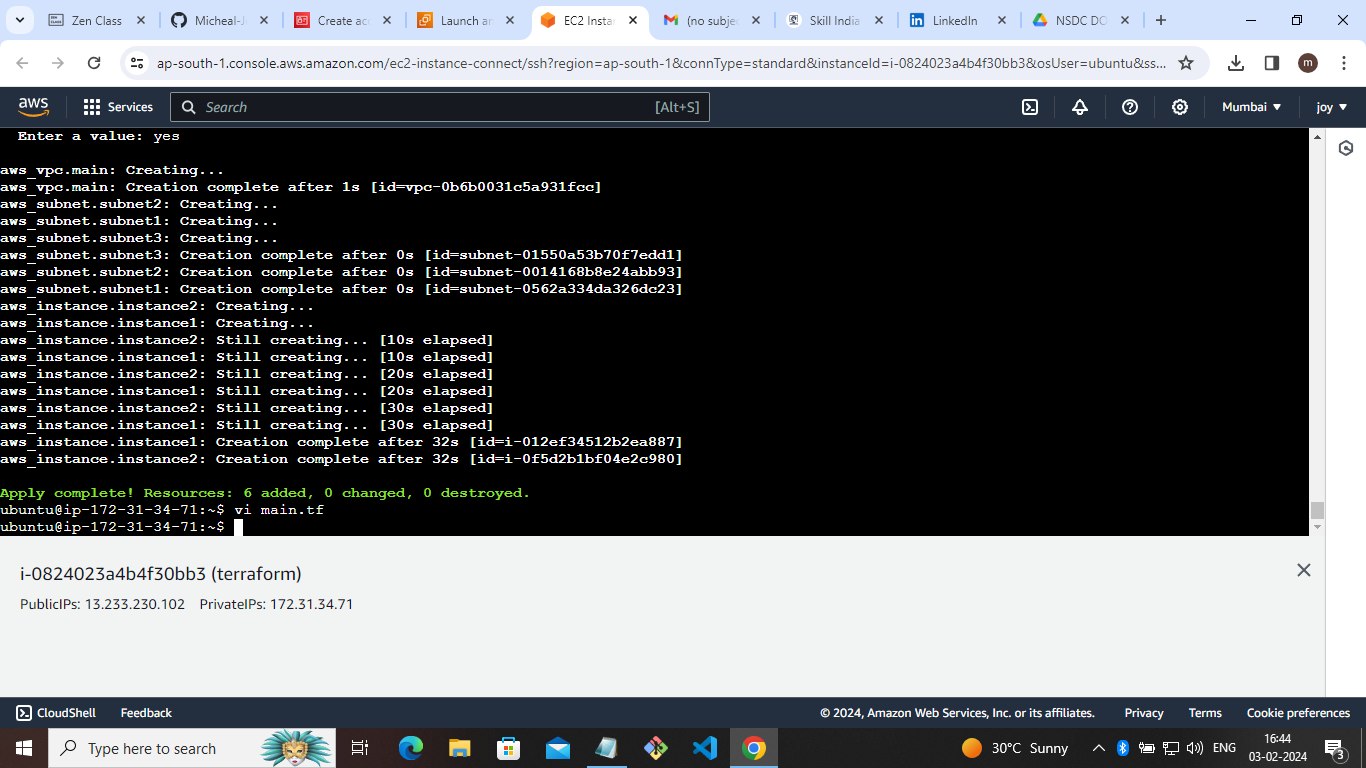 Zen Class
Micheal-J
Create ac
Launch an
EC2 Instan
(no subje
Skill India
LinkedIn
NSDC DO
ap-south-1.console.aws.amazon.com/ec2-instance-connect/ssh?region=ap-south-1&connType=standard&instanceId=i-0824023a4b4f30bb3&osUser=ubuntu&ss...
m
aws
Services
Search
[Alt+S]
Mumbai
joy
Enter a value: yes
aws_vpc.main: Creating...
aws_vpc.main: Creation complete after 1s [id=vpc-0b6b0031c5a931fcc]
aws_subnet.subnet2: Creating...
aws_subnet.subnet1: Creating...
aws_subnet.subnet3: Creating...
aws_subnet.subnet3: Creation complete after 0s [id=subnet-01550a53b70f7edd1]
aws_subnet.subnet2: Creation complete after 0s [id=subnet-0014168b8e24abb93]
aws_subnet.subnet1: Creation complete after 0s [id=subnet-0562a334da326dc23]
aws_instance.instance2: Creating...
aws_instance.instance1: Creating...
aws_instance.instance2: Still creating... [10s elapsed]
aws_instance.instance1: Still creating... [10s elapsed]
aws_instance.instance2: Still creating... [20s elapsed]
aws_instance.instance1: Still creating... [20s elapsed]
aws_instance.instance2: Still creating... [30s elapsed]
aws_instance.instance1: Still creating... [30s elapsed]
aws_instance.instance1: Creation complete after 32s [id=i-012ef34512b2ea887]
aws_instance.instance2: Creation complete after 32s [id=i-0f5d2b1bf04e2c980]
Apply complete! Resources: 6 added, 0 changed, 0 destroyed.
ubuntu@ip-172-31-34-71:~$ vi main.tf
ubuntu@ip-172-31-34-71:~$
i-0824023a4b4f30bb3 (terraform)
PublicIPs: 13.233.230.102 PrivateIPs: 172.31.34.71
CloudShell
Feedback
© 2024, Amazon Web Services, Inc. or its affiliates.
Privacy
Terms
Cookie preferences
Type here to search
30°C Sunny
ENG
16:44
03-02-2024
3